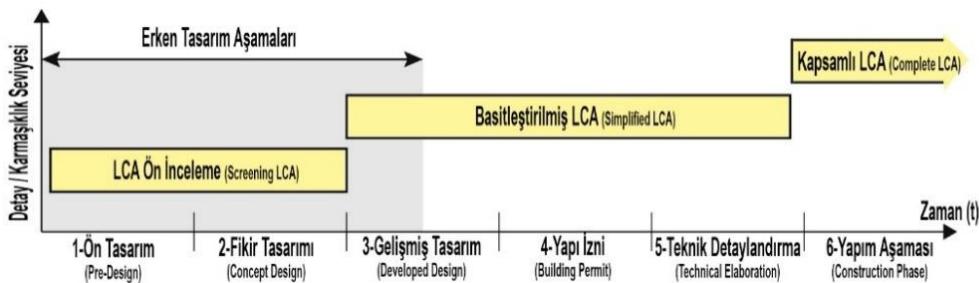 Detay / Karmaşıklık Seviyesi
Erken Tasarım Aşamaları
Kapsamlı LCA (Complete LCA)
Basitleştirilmiş LCA (Simplified LCA)
LCA Ön İnceleme (Screening LCA)
Zaman (t)
1-Ön Tasarım
(Pre-Design)
2-Fikir Tasarımı
(Concept Design)
3-Gelişmiş Tasarım
(Developed Design)
4-Yapı İzni
(Building Permit)
5-Teknik Detaylandırma
(Technical Elaboration)
6-Yapım Aşaması
(Construction Phase)